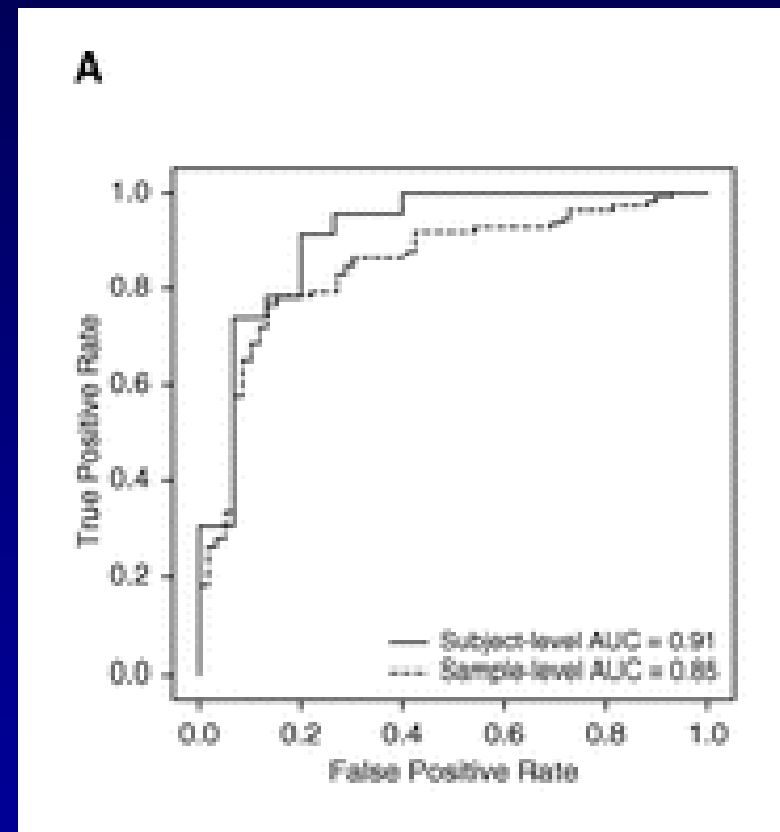 A
1.0
0.8
0.6
0.4
0.2
0.0
True Positive Rate
Subject-level AUC = 0.91
Sample-level AUC = 0.85
0.0 0.2 0.4 0.6 0.8 1.0
False Positive Rate